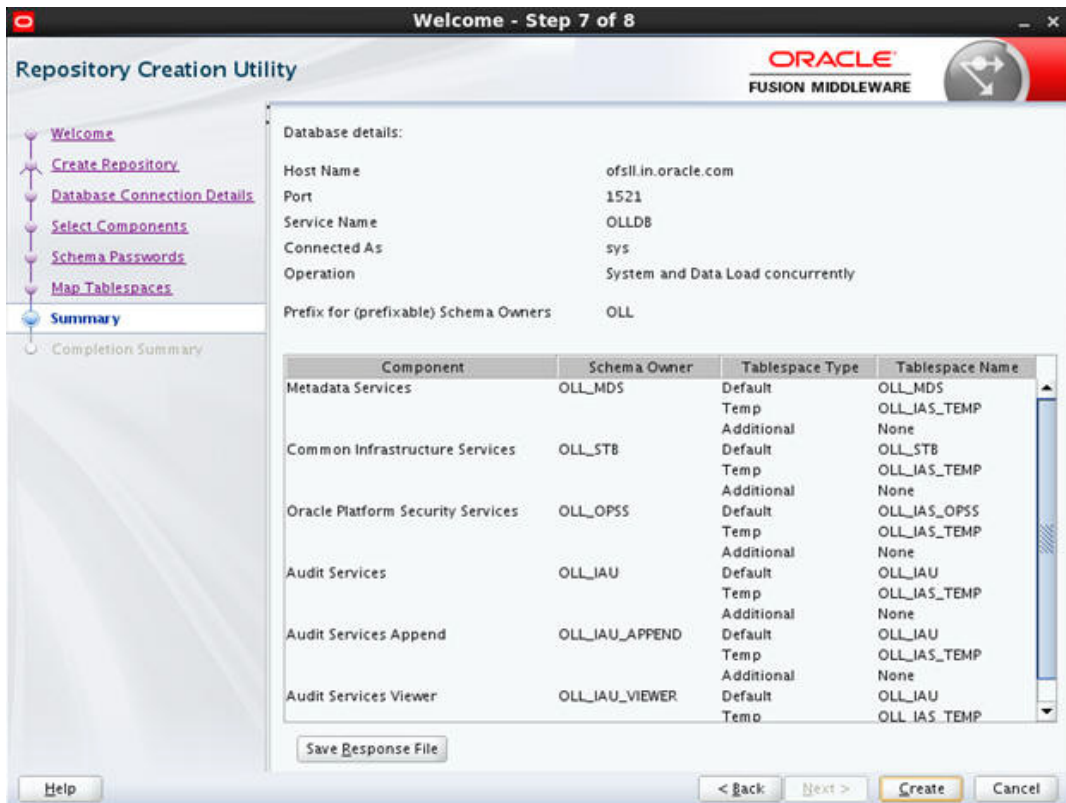 Welcome - Step 7 of 8
Repository Creation Utility
ORACLE
FUSION MIDDLEWARE
Welcome
Create Repository
Database Connection Details
Select Components
Schema Passwords
Map Tablespaces
Summary
Completion Summary
Database details:
Host Name ofsll.in.oracle.com
Port 1521
Service Name OLLDB
Connected As sys
Operation System and Data Load concurrently
Prefix for (prefixable) Schema Owners OLL
Component Schema Owner Tablespace Type Tablespace Name
Metadata Services OLL_MDS Default OLL_MDS
Temp OLL_IAS_TEMP
Additional None
Common Infrastructure Services OLL_STB Default OLL_STB
Temp OLL_IAS_TEMP
Additional None
Oracle Platform Security Services OLL_OPSS Default OLL_IAS_OPSS
Temp OLL_IAS_TEMP
Additional None
Audit Services OLL_IAU Default OLL_IAU
Temp OLL_IAS_TEMP
Additional None
Audit Services Append OLL_IAU_APPEND Default OLL_IAU
Temp OLL_IAS_TEMP
Additional None
Audit Services Viewer OLL_IAU_VIEWER Default OLL_IAU
Temp OLL_IAS_TEMP
Save Response File
Help < Back Next > Create Cancel